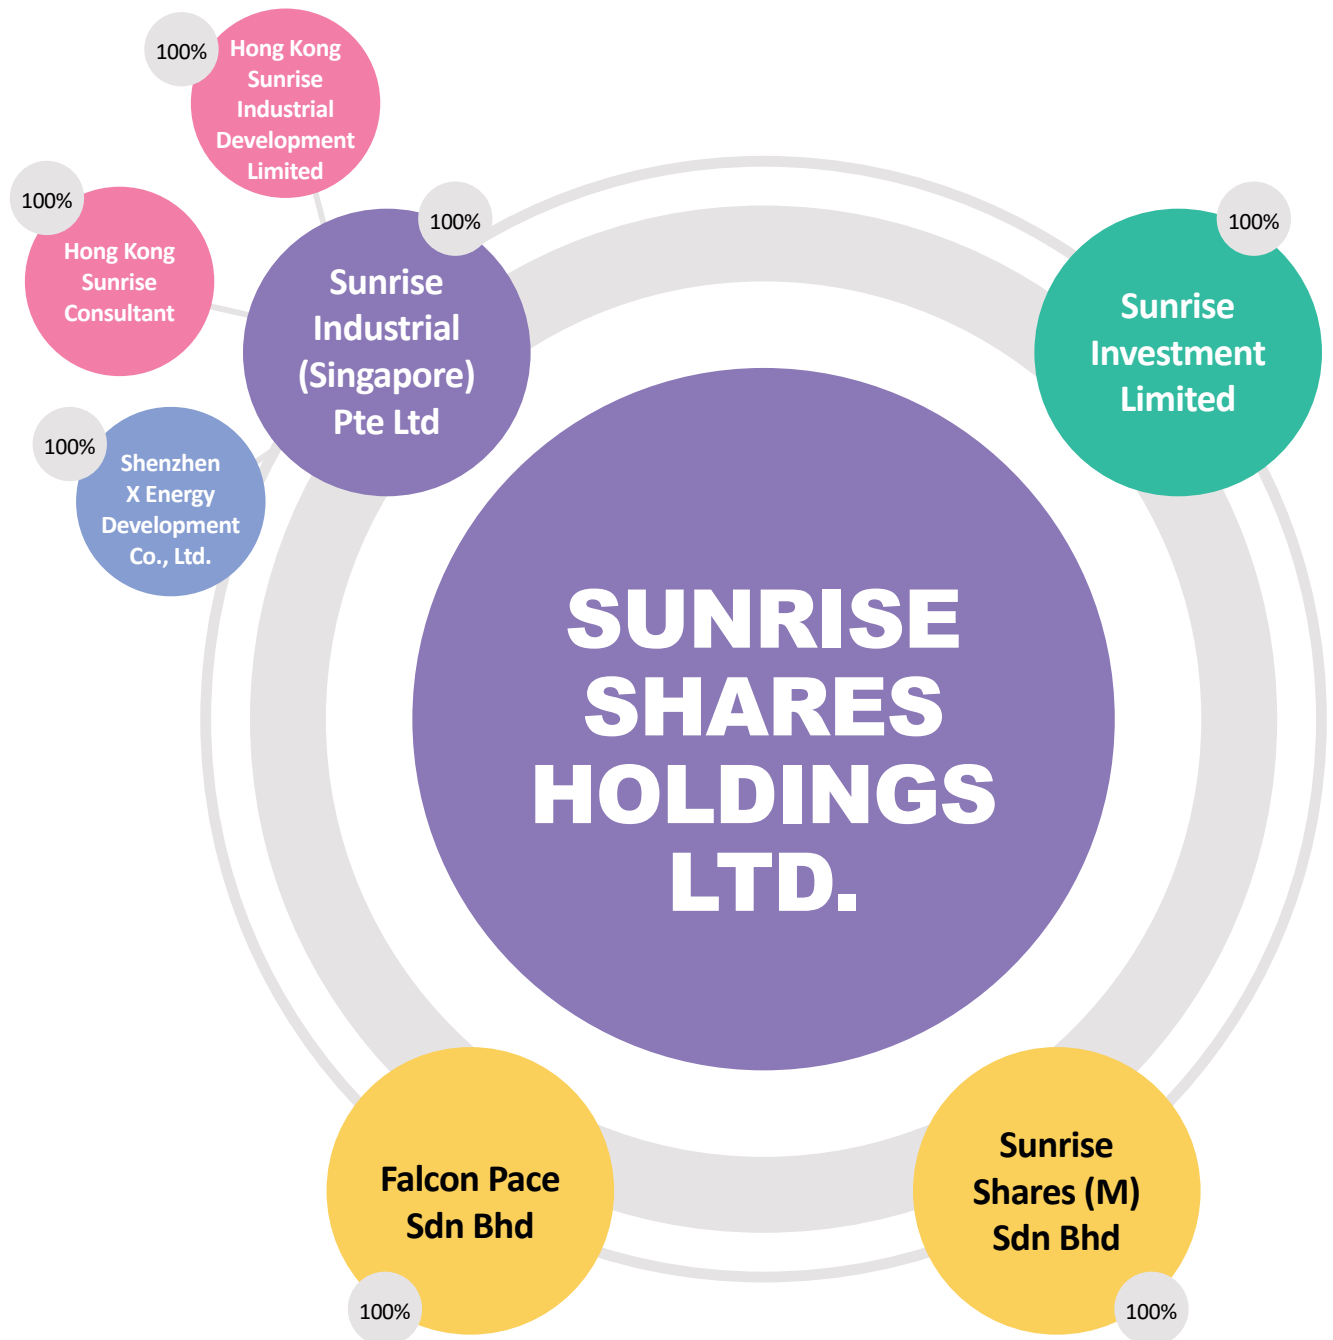 100%
Hong Kong
Sunrise
Industrial
Development
Limited
100%
Hong Kong
Sunrise
Consultant
100%
Sunrise
Industrial
(Singapore)
Pte Ltd
100%
Sunrise
Investment
Limited
100%
Shenzhen
X Energy
Development
Co., Ltd.
SUNRISE
SHARES
HOLDINGS
LTD.
Falcon Pace
Sdn Bhd
100%
Sunrise
Shares (M)
Sdn Bhd
100%